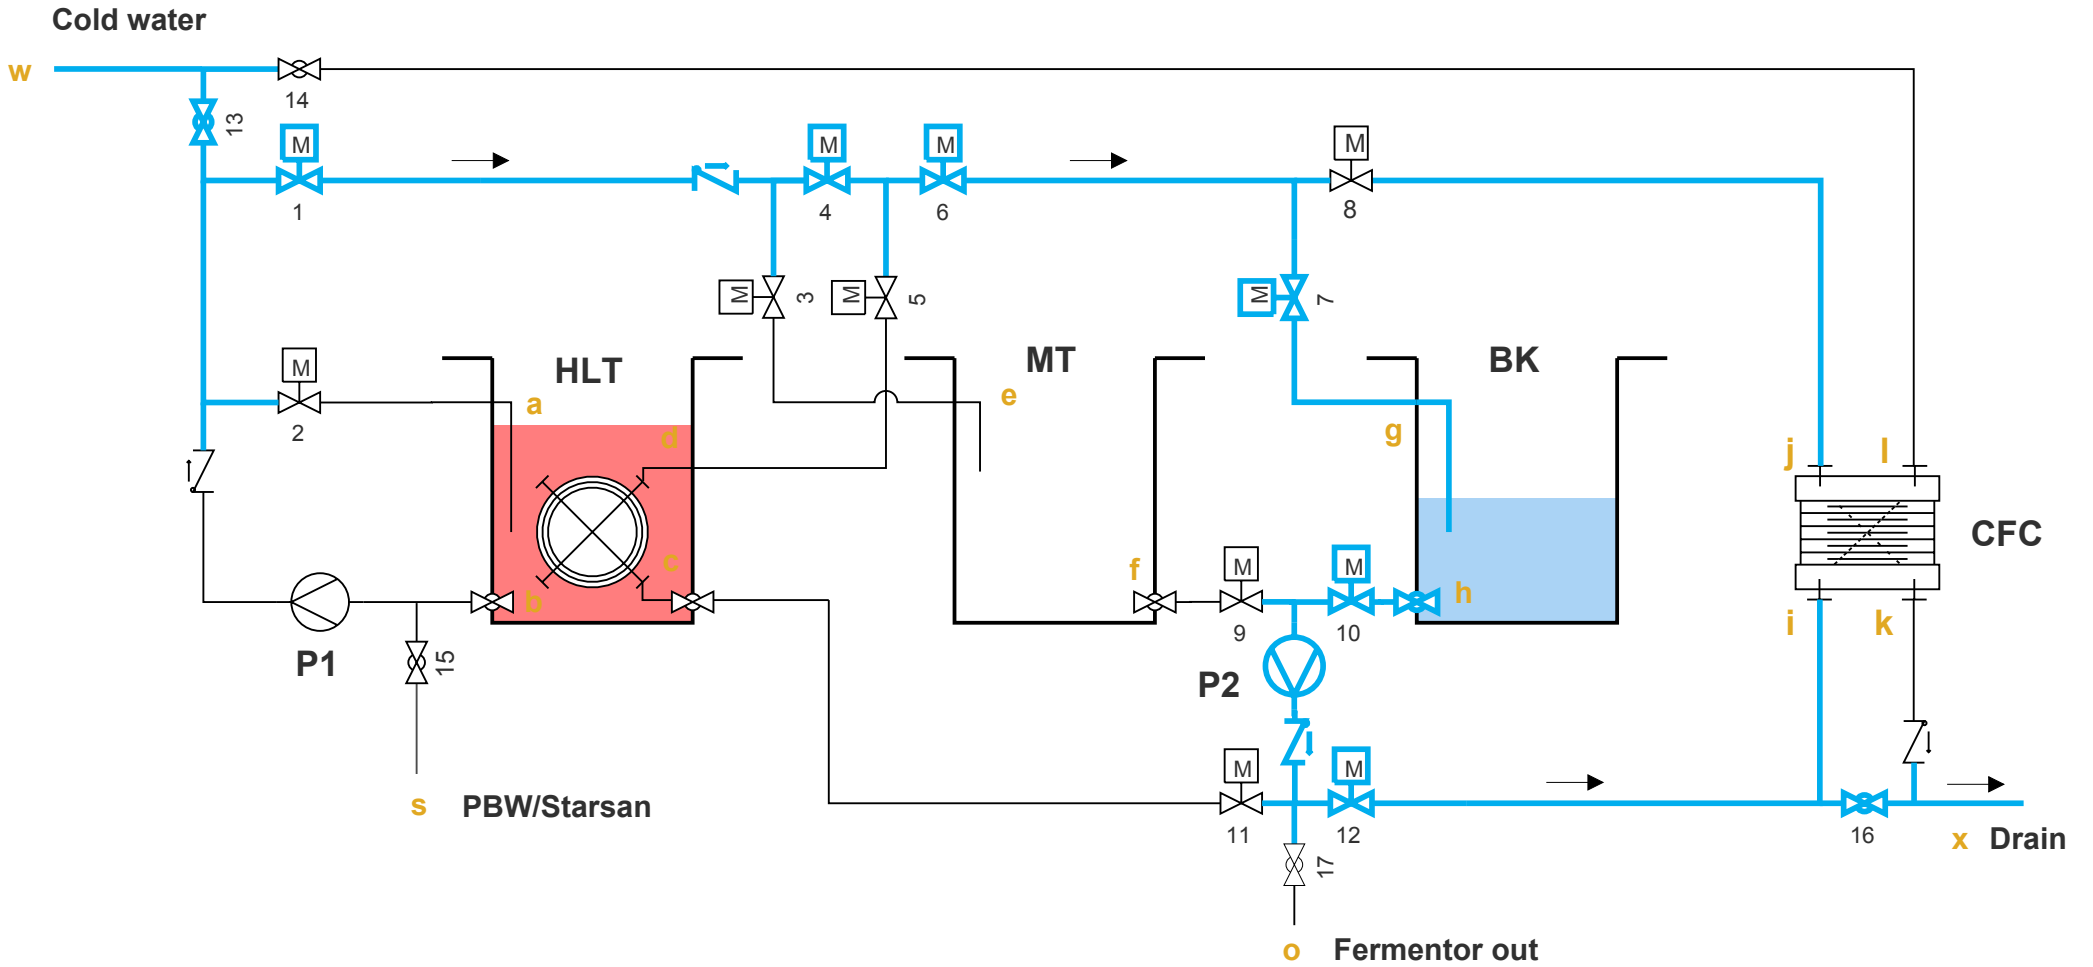 Cold water
w
14
13
M
M
M
M
1
4
6
8
M
3
M
5
M
7
M
2
HLT
MT
BK
a
e
d
g
j
l
c
b
f
M
M
h
9
10
i
k
CFC
P1
15
P2
s
PBW/Starsan
M
M
11
12
16
17
x
Drain
o
Fermentor out